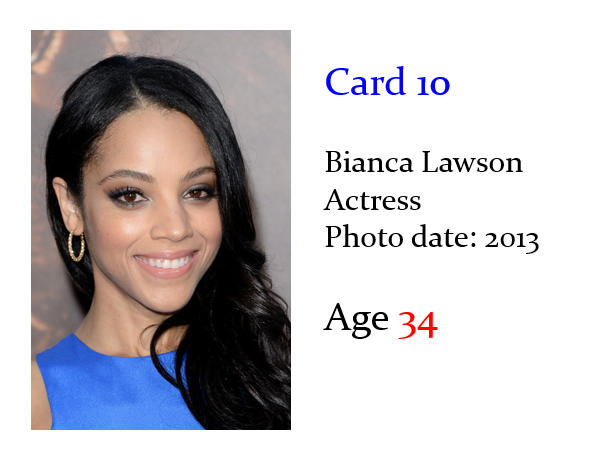 Card 10
Bianca Lawson
Actress
Photo date: 2013
Age 34